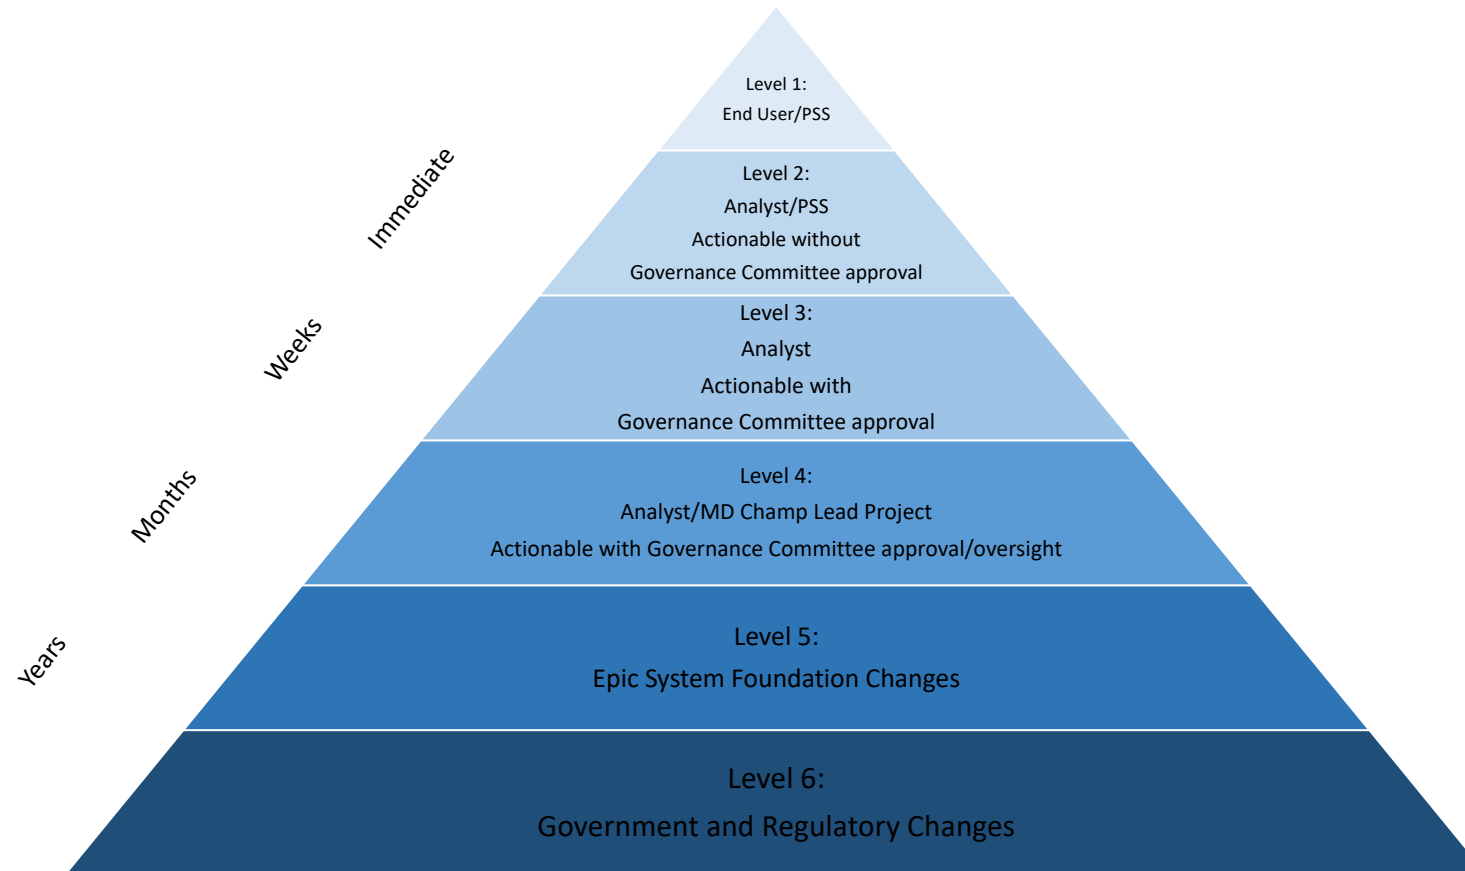 Level 1:
End User/PSS
Immediate
Level 2:
Analyst/PSS
Actionable without
Governance Committee approval
Weeks
Level 3:
Analyst
Actionable with
Governance Committee approval
Months
Level 4:
Analyst/MD Champ Lead Project
Actionable with Governance Committee approval/oversight
Years
Level 5:
Epic System Foundation Changes
Level 6:
Government and Regulatory Changes